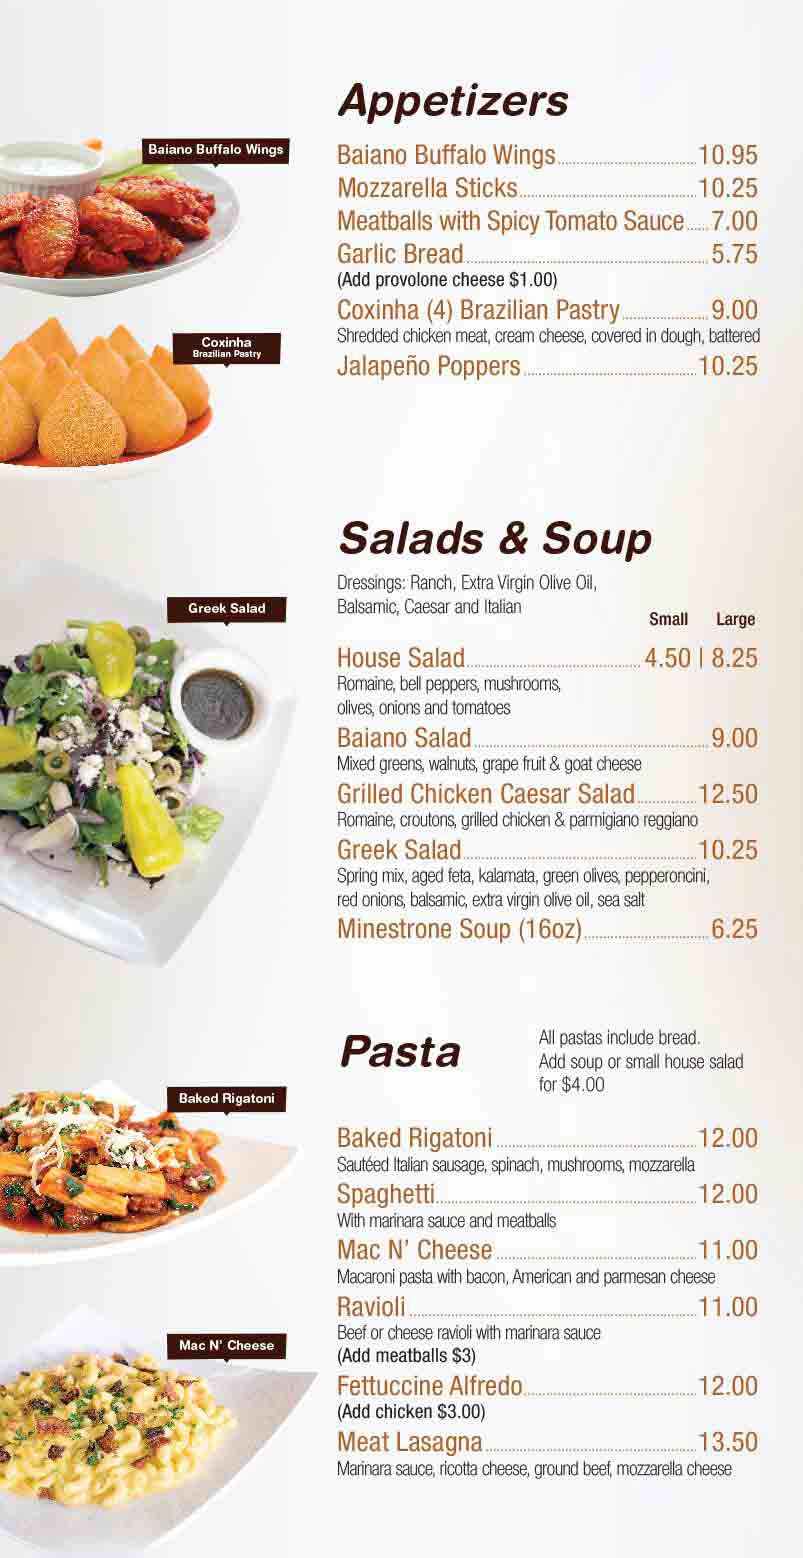 Appetizers
Baiano Buffalo Wings
Baiano Buffalo Wings 10.95
Mozzarella Sticks 10.25
Meatballs with Spicy Tomato Sauce 7.00
Garlic Bread 5.75
(Add provolone cheese $1.00)
Coxinha (4) Brazilian Pastry 9.00
Shredded chicken meat, cream cheese, covered in dough, battered
Coxinha
Brazilian Pastry
Jalapeño Poppers 10.25
Salads & Soup
Dressings: Ranch, Extra Virgin Olive Oil,
Balsamic, Caesar and Italian
Greek Salad
Small Large
House Salad 4.50 | 8.25
Romaine, bell peppers, mushrooms,
olives, onions and tomatoes
Baiano Salad 9.00
Mixed greens, walnuts, grape fruit & goat cheese
Grilled Chicken Caesar Salad 12.50
Romaine, croutons, grilled chicken & parmigiano reggiano
Greek Salad 10.25
Spring mix, aged feta, kalamata, green olives, pepperoncini,
red onions, balsamic, extra virgin olive oil, sea salt
Minestrone Soup (16oz) 6.25
Pasta
All pastas include bread.
Add soup or small house salad
for $4.00
Baked Rigatoni
Baked Rigatoni 12.00
Sautéed Italian sausage, spinach, mushrooms, mozzarella
Spaghetti 12.00
With marinara sauce and meatballs
Mac N' Cheese 11.00
Macaroni pasta with bacon, American and parmesan cheese
Ravioli 11.00
Beef or cheese ravioli with marinara sauce
(Add meatballs $3)
Mac N' Cheese
Fettuccine Alfredo 12.00
(Add chicken $3.00)
Meat Lasagna 13.50
Marinara sauce, ricotta cheese, ground beef, mozzarella cheese